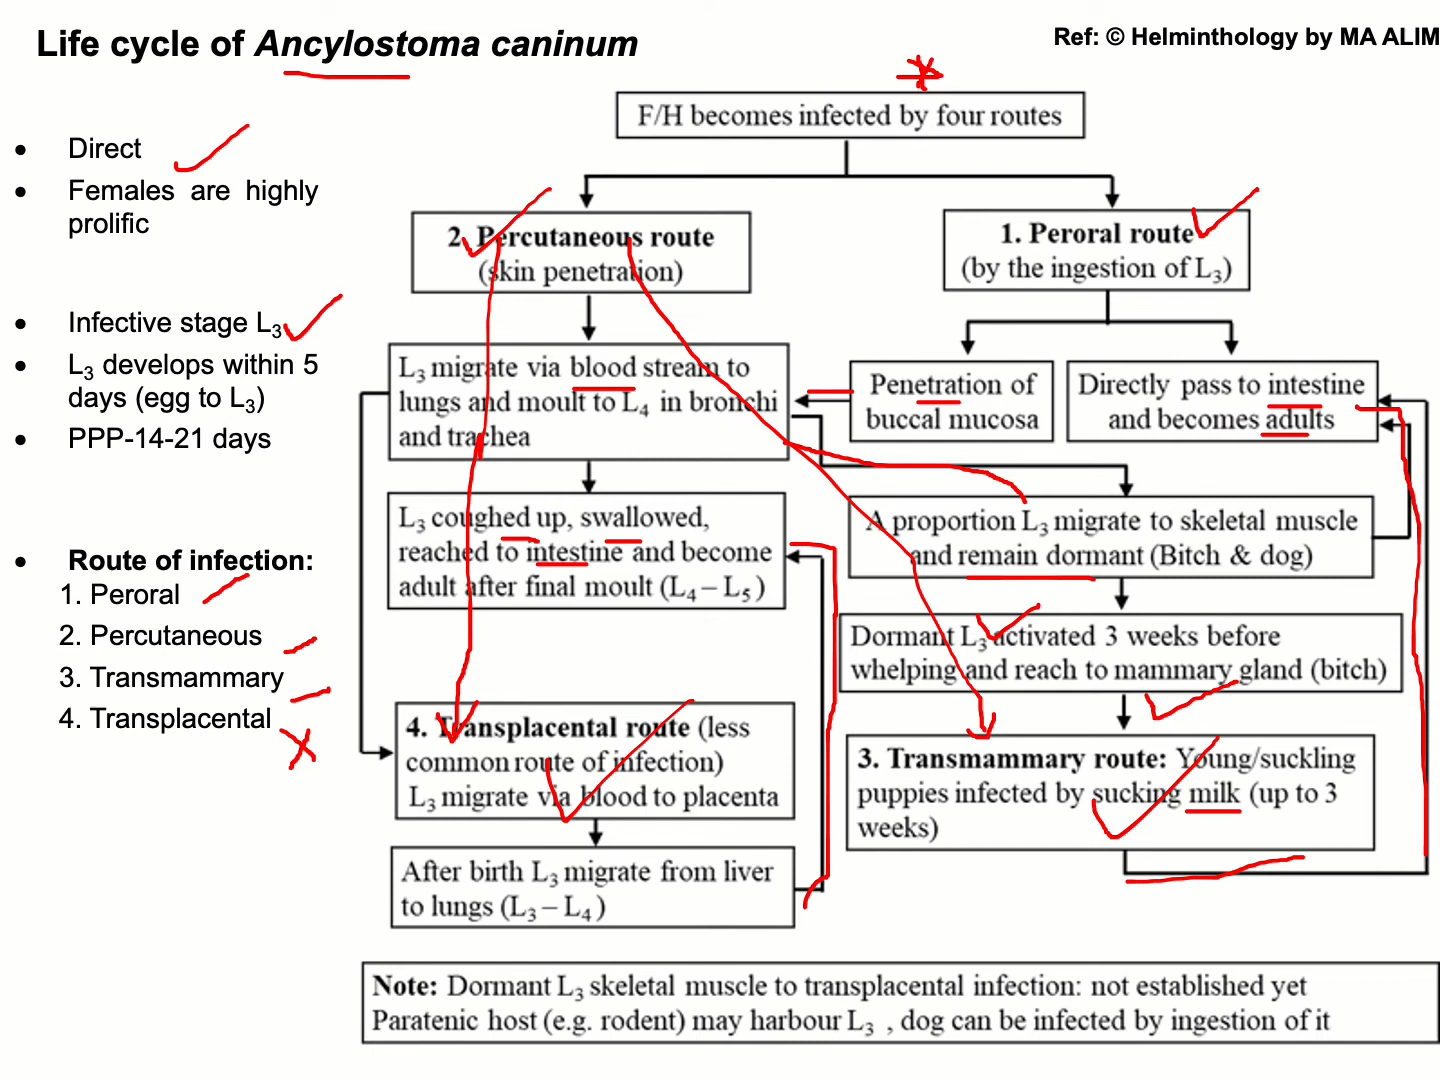 Life cycle of Ancylostoma caninum
Ref: © Helminthology by MA ALIM
• Direct
• Females are highly
prolific
• Infective stage L3
• L3 develops within 5
days (egg to L3)
• PPP-14-21 days
• Route of infection:
1. Peroral
2. Percutaneous
3. Transmammary
4. Transplacental
F/H becomes infected by four routes
2. Percutaneous route
(skin penetration)
1. Peroral route
(by the ingestion of L3)
L3 migrate via blood stream to
lungs and moult to L4 in bronchi
and trachea
Penetration of
buccal mucosa
Directly pass to intestine
and becomes adults
L3 coughed up, swallowed,
reached to intestine and become
adult after final moult (L4 – L5)
A proportion L3 migrate to skeletal muscle
and remain dormant (Bitch & dog)
Dormant L3 activated 3 weeks before
whelping and reach to mammary gland (bitch)
4. Transplacental route (less
common route of infection)
L3 migrate via blood to placenta
3. Transmammary route: Young/suckling
puppies infected by sucking milk (up to 3
weeks)
After birth L3 migrate from liver
to lungs (L3 – L4)
Note: Dormant L3 skeletal muscle to transplacental infection: not established yet
Paratenic host (e.g. rodent) may harbour L3 , dog can be infected by ingestion of it